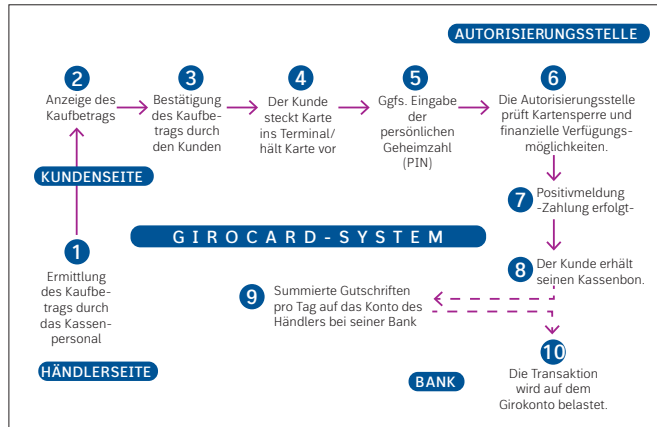 AUTORISIERUNGSSTELLE
2
Anzeige des
Kaufbetrags
3
Bestätigung
des Kaufbe-
trags durch
den Kunden
4
Der Kunde
steckt Karte
ins Terminal/
hält Karte vor
5
Ggfs. Eingabe
der
persönlichen
Geheimzahl
(PIN)
6
Die Autorisierungsstelle
prüft Kartensperre und
finanzielle Verfügungs-
möglichkeiten.
KUNDENSEITE
7
Positivmeldung
-Zahlung erfolgt-
GIROCARD-SYSTEM
1
Ermittlung
des Kaufbe-
trags durch
das Kassen-
personal
8
Der Kunde erhält
seinen Kassenbon.
9
Summierte Gutschriften
pro Tag auf das Konto des
Händlers bei seiner Bank
10
Die Transaktion
wird auf dem
Girokonto belastet.
HÄNDLERSEITE
BANK